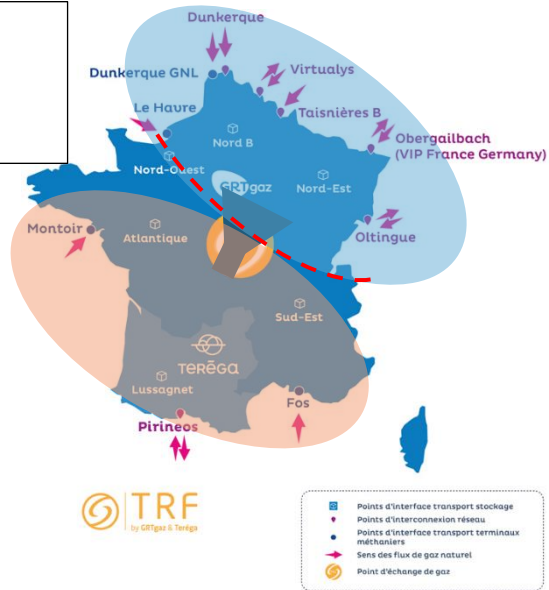 Dunkerque
Dunkerque GNL
Virtualys
Taisnières B
Le Havre
Obergailbach
(VIP France Germany)
Nord B
Nord-Ouest
GRTgaz
Nord-Est
Oltingue
Montoir
Atlantique
Sud-Est
TERĒGA
Lussagnet
Fos
Pirineos
TRF
by GRTgaz & Teréga
Points d'interface transport stockage
Points d'interconnexion réseau
Points d'interface transport terminaux
méthaniers
Sens des flux de gaz naturel
Point d'échange de gaz